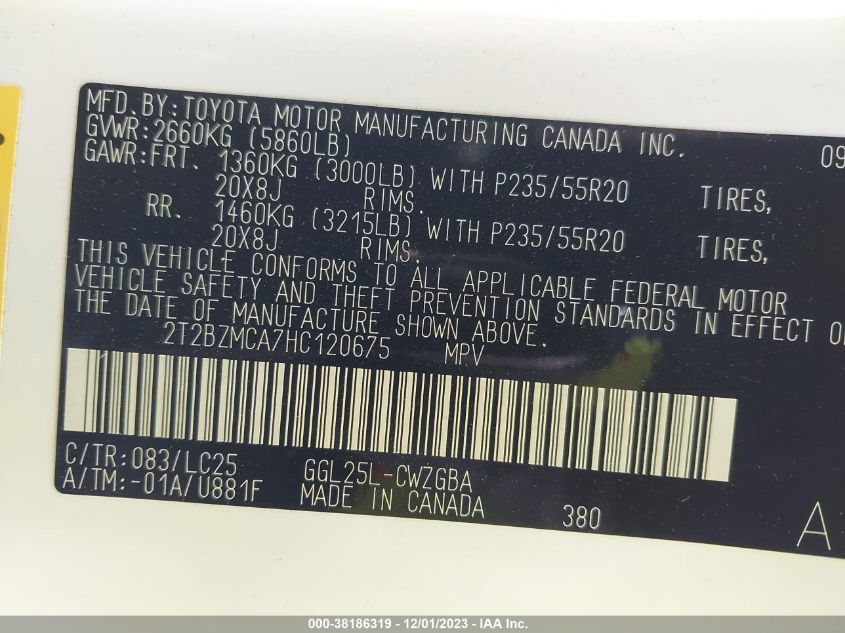 MFD.BY:TOYOTA MOTOR MANUFACTURING CANADA INC. 09
GVWR:2660KG (5860LB)
GAWR:FRT. 1360KG (3000LB) WITH P235/55R20 TIRES,
20X8J RIMS.
RR. 1460KG (3215LB) WITH P235/55R20 TIRES,
20X8J RIMS.
THIS VEHICLE CONFORMS TO ALL APPLICABLE FEDERAL MOTOR
VEHICLE SAFETY AND THEFT PREVENTION STANDARDS IN EFFECT O
THE DATE OF MANUFACTURE SHOWN ABOVE.
2T2BZMCA7HC120675 MPV
C/TR:083/LC25 GGL25L-CWZGBA
A/TM:-01A/U881F MADE IN CANADA 380 A
000-38186319 - 12/01/2023 - IAA Inc.